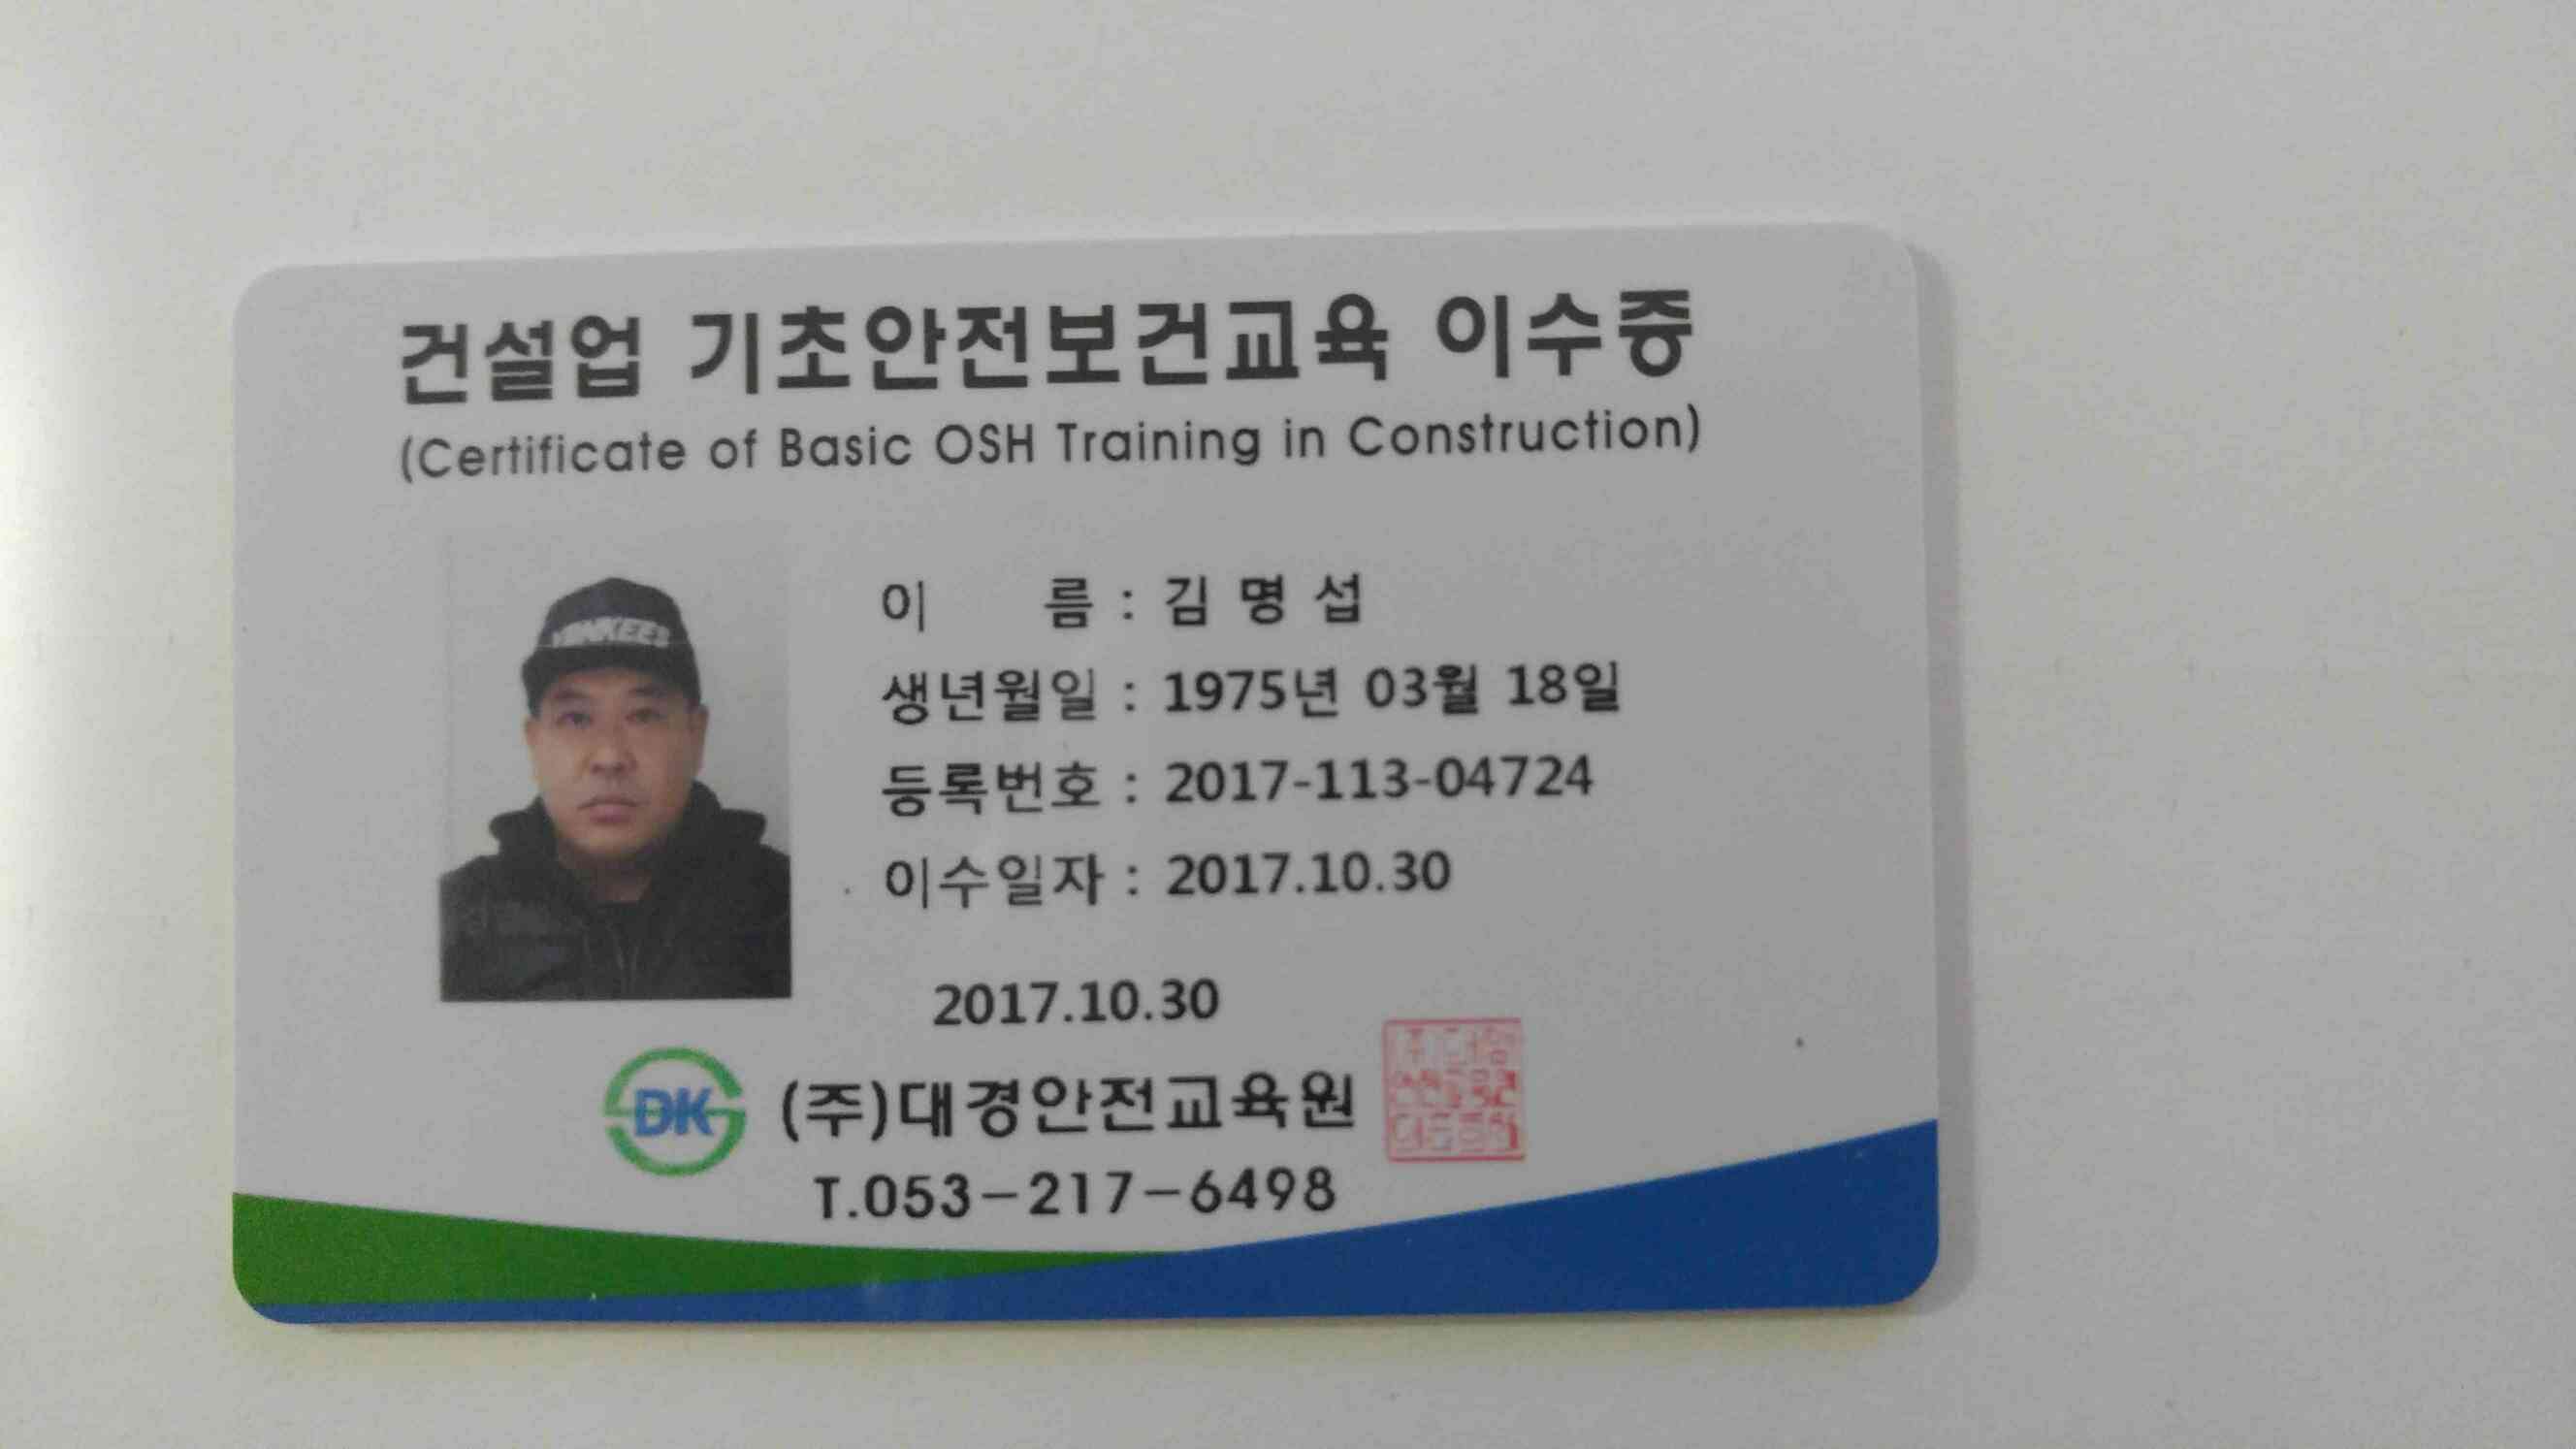 건설업 기초안전보건교육 이수증
(Certificate of Basic OSH Training in Construction)
YANKEES
이 름 : 김 명 섭
생년월일 : 1975년 03월 18일
등록번호 : 2017-113-04724
이수일자 : 2017.10.30
2017.10.30
DK (주)대경안전교육원
T.053-217-6498